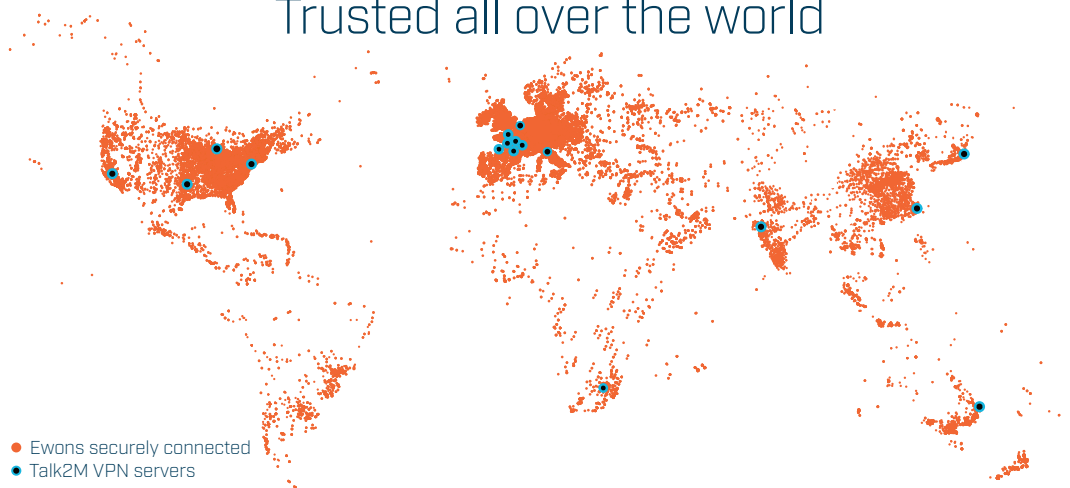 Trusted all over the world
Ewons securely connected
Talk2M VPN servers